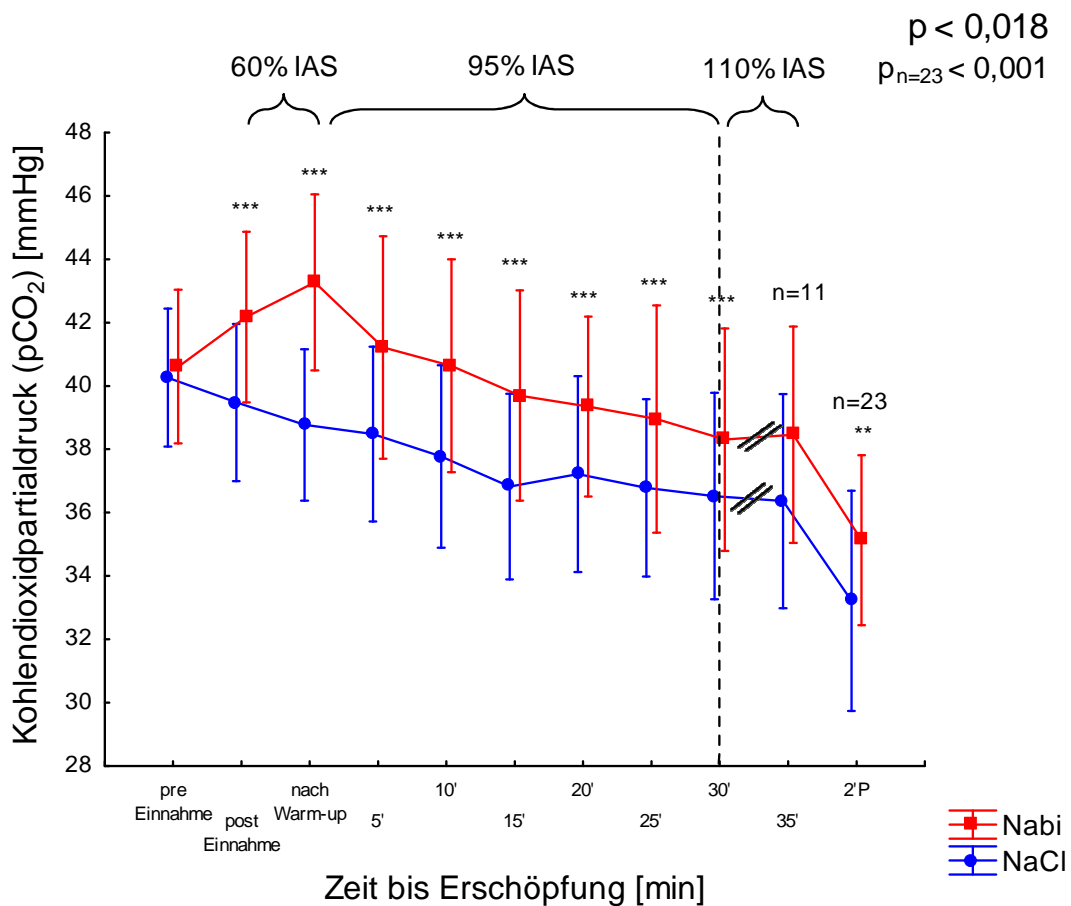 p < 0,018
60% IAS 95% IAS 110% IAS
pn=23 < 0,001
Kohlendioxidpartialdruck (pCO2) [mmHg]
48
46
44
42
40
38
36
34
32
30
28
*** *** *** *** *** *** *** ***
n=11
n=23
**
pre
Einnahme
post
Einnahme
nach
Warm-up
5'
10'
15'
20'
25'
30'
35'
2'P
Zeit bis Erschöpfung [min]
Nabi
NaCl